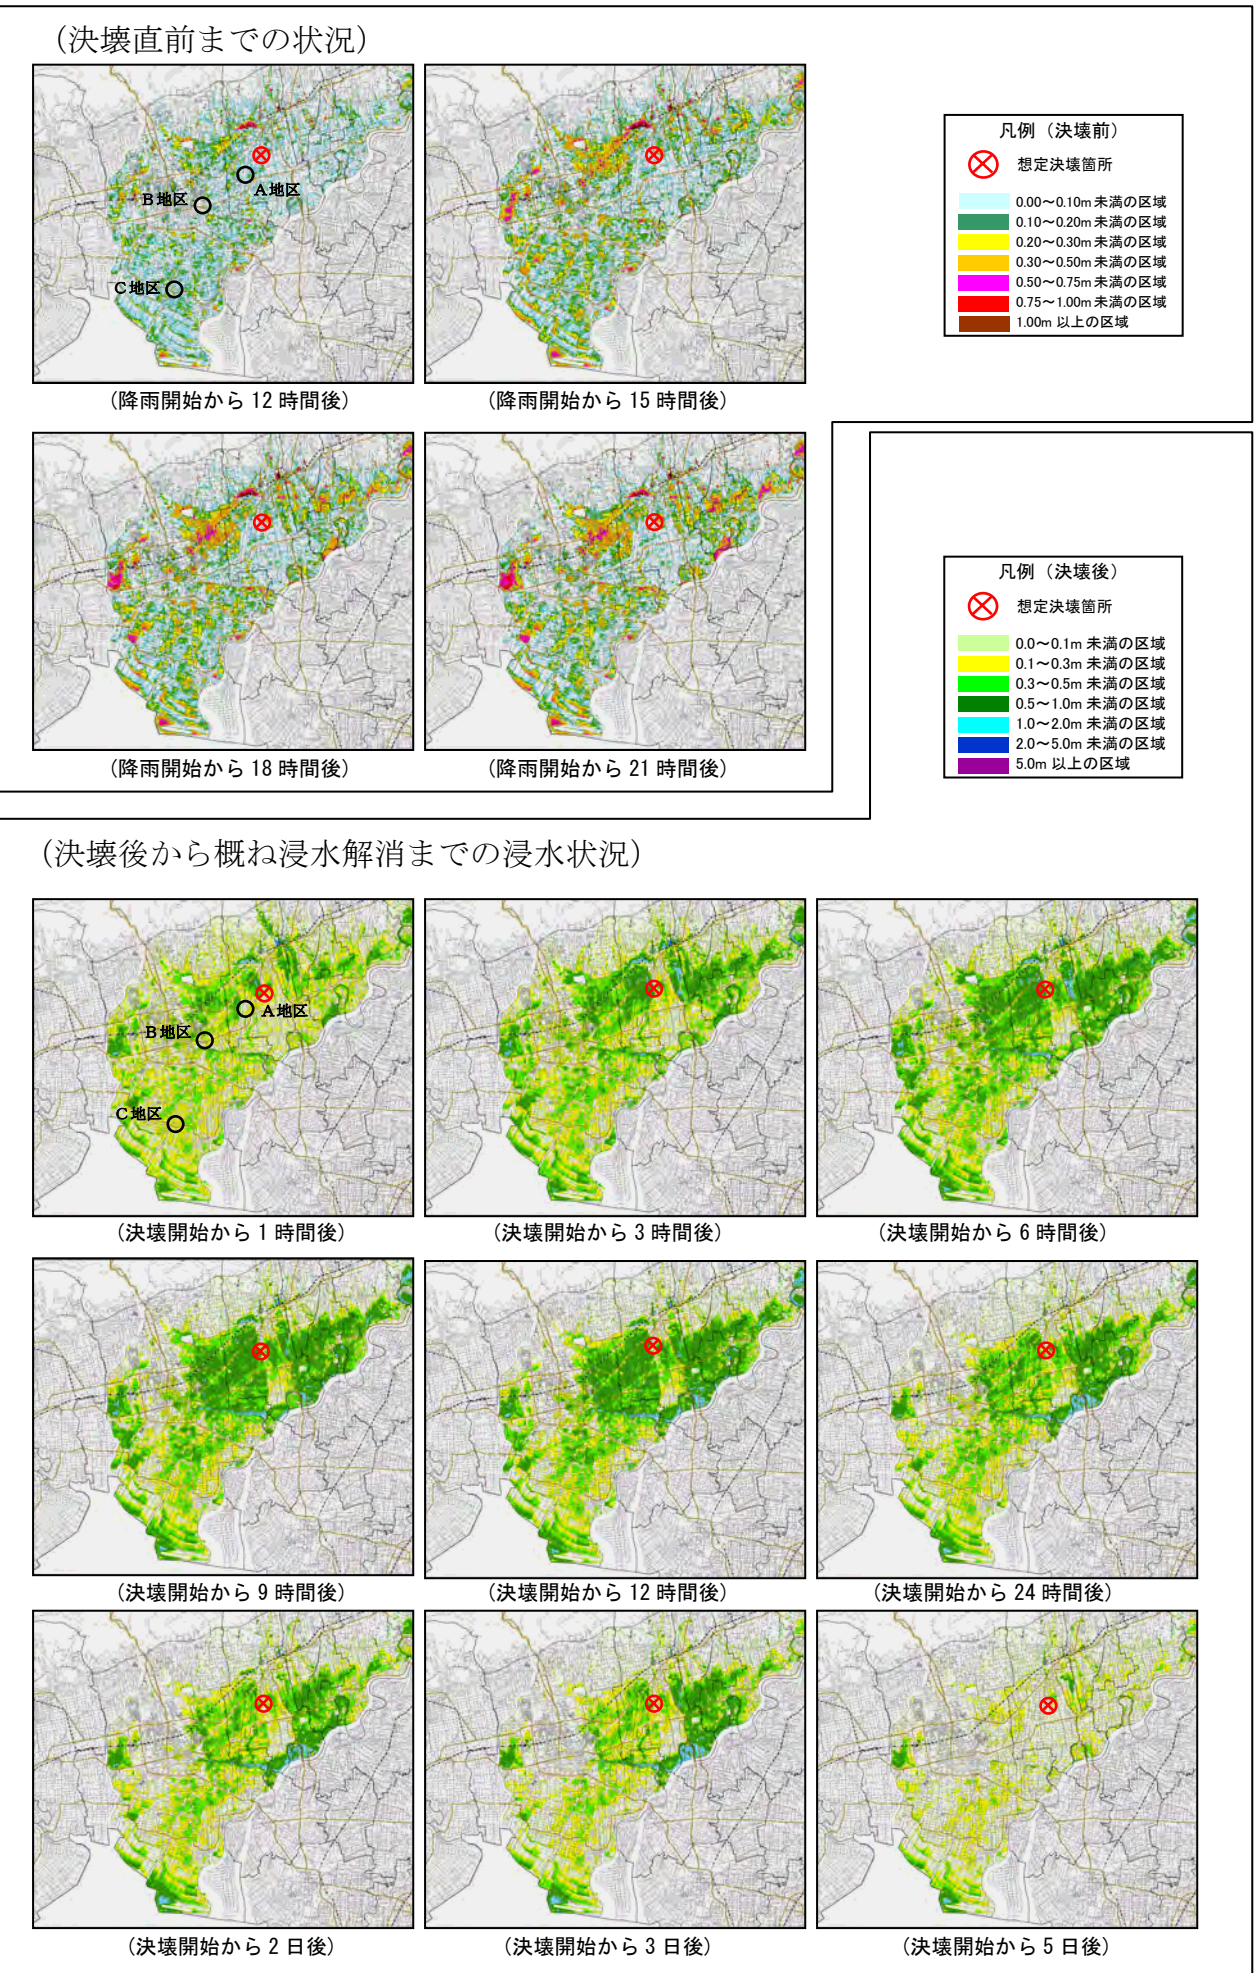 （決壊直前までの状況）
A地区
B地区
C地区
（降雨開始から 12 時間後）
（降雨開始から 15 時間後）
凡例（決壊前）
想定決壊箇所
0.00～0.10m 未満の区域
0.10～0.20m 未満の区域
0.20～0.30m 未満の区域
0.30～0.50m 未満の区域
0.50～0.75m 未満の区域
0.75～1.00m 未満の区域
1.00m 以上の区域
（降雨開始から 18 時間後）
（降雨開始から 21 時間後）
凡例（決壊後）
想定決壊箇所
0.0～0.1m 未満の区域
0.1～0.3m 未満の区域
0.3～0.5m 未満の区域
0.5～1.0m 未満の区域
1.0～2.0m 未満の区域
2.0～5.0m 未満の区域
5.0m 以上の区域
（決壊後から概ね浸水解消までの浸水状況）
A地区
B地区
C地区
（決壊開始から 1 時間後）
（決壊開始から 3 時間後）
（決壊開始から 6 時間後）
（決壊開始から 9 時間後）
（決壊開始から 12 時間後）
（決壊開始から 24 時間後）
（決壊開始から 2 日後）
（決壊開始から 3 日後）
（決壊開始から 5 日後）